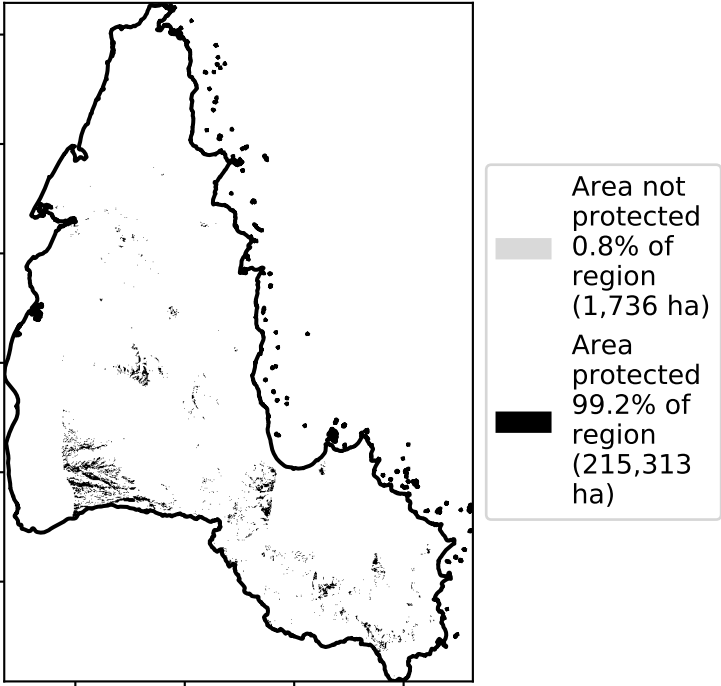 Area not
protected
0.8% of
region
(1,736 ha)
Area
protected
99.2% of
region
(215,313
ha)